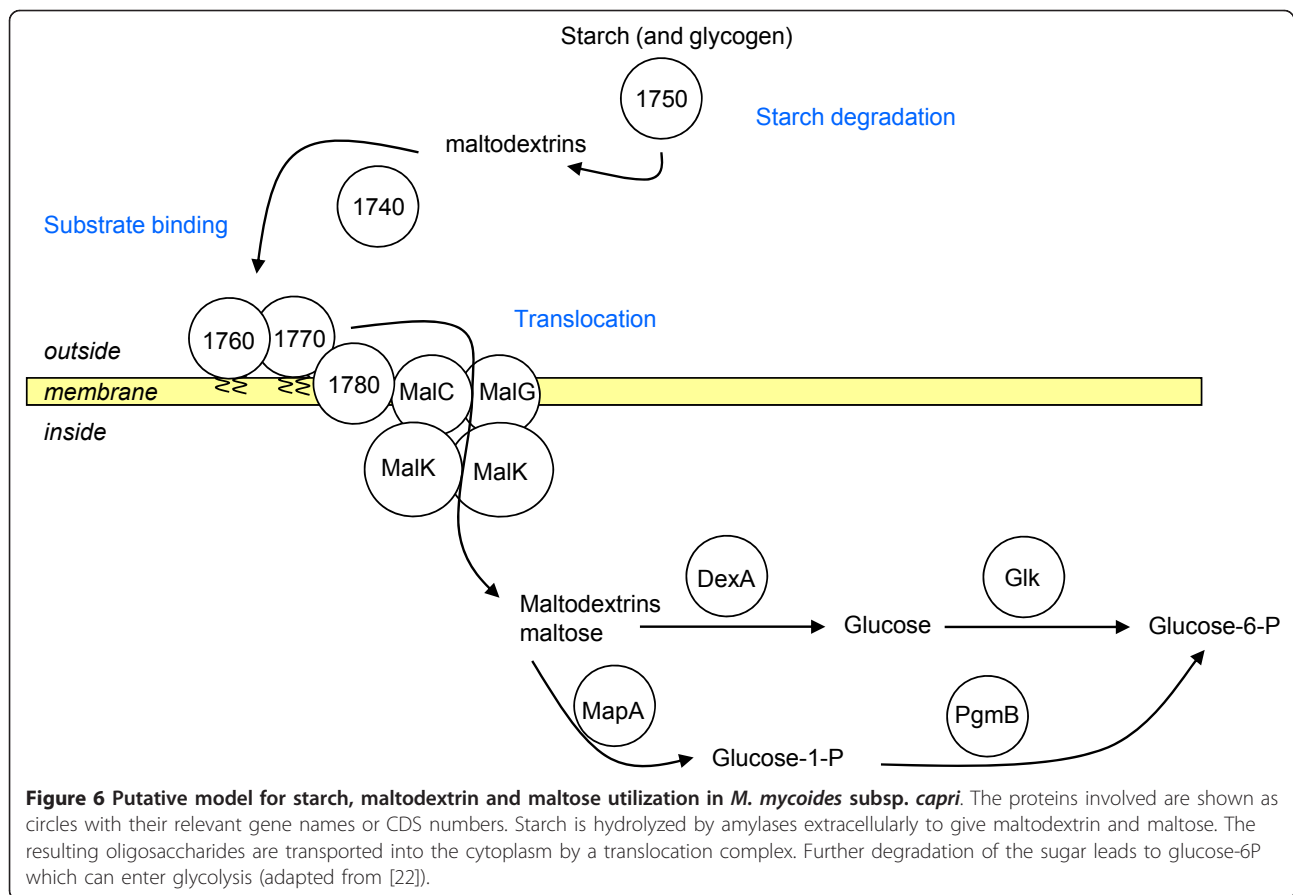 Starch (and glycogen)
1750
Starch degradation
maltodextrins
1740
Substrate binding
1760
1770
Translocation
outside
1780
MalC
MalG
membrane
inside
MalK
MalK
DexA
Glk
Maltodextrins
maltose
Glucose
Glucose-6-P
MapA
PgmB
Glucose-1-P
Figure 6 Putative model for starch, maltodextrin and maltose utilization in M. mycoides subsp. capri. The proteins involved are shown as
circles with their relevant gene names or CDS numbers. Starch is hydrolyzed by amylases extracellularly to give maltodextrin and maltose. The
resulting oligosaccharides are transported into the cytoplasm by a translocation complex. Further degradation of the sugar leads to glucose-6P
which can enter glycolysis (adapted from [22]).